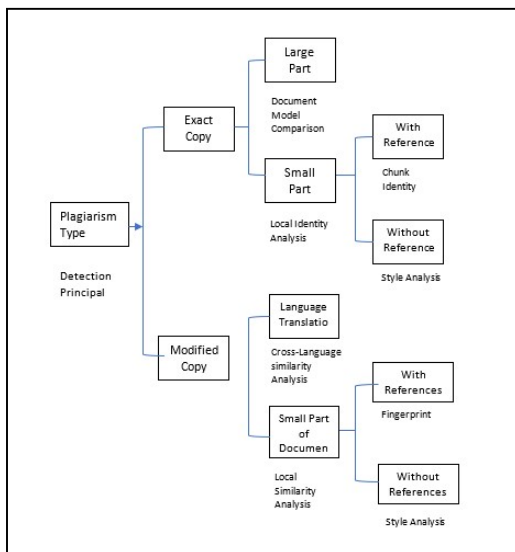 Large
Part
Document
Model
Comparison
Exact
Copy
With
Reference
Small
Part
Chunk
Identity
Local Identity
Analysis
Without
Reference
Style Analysis
Plagiarism
Type
Detection
Principal
Language
Translatio
Modified
Copy
Cross-Language
similarity
Analysis
With
References
Fingerprint
Small Part
of
Documen
Local
Similarity
Analysis
Without
References
Style Analysis